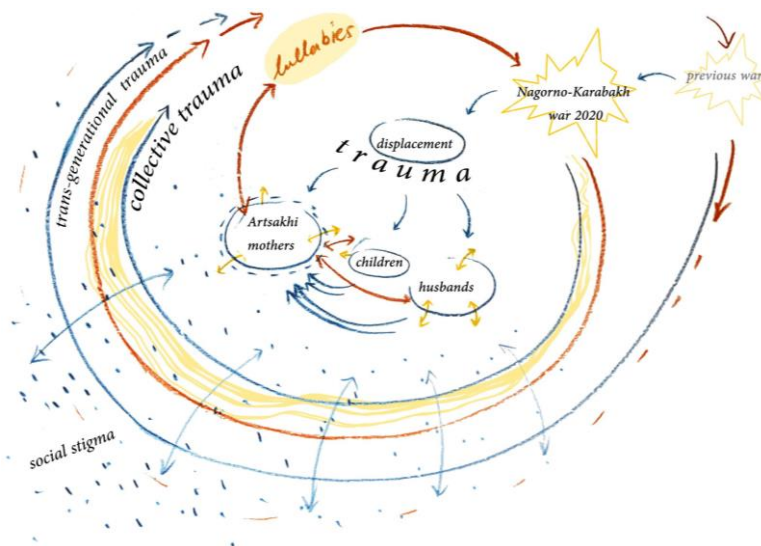 lullabies
trans-generational trauma
collective trauma
Nagorno-Karabakh
war 2020
previous war
displacement
trauma
Artsakhi
mothers
children
husbands
social stigma